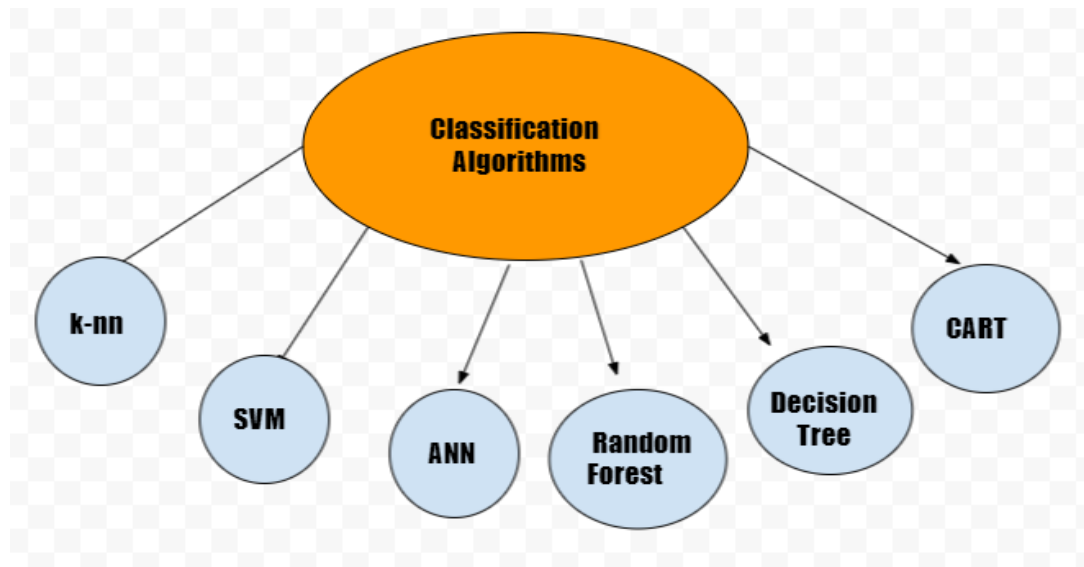 Classification
Algorithms
k-nn
SVM
ANN
Random
Forest
Decision
Tree
CART